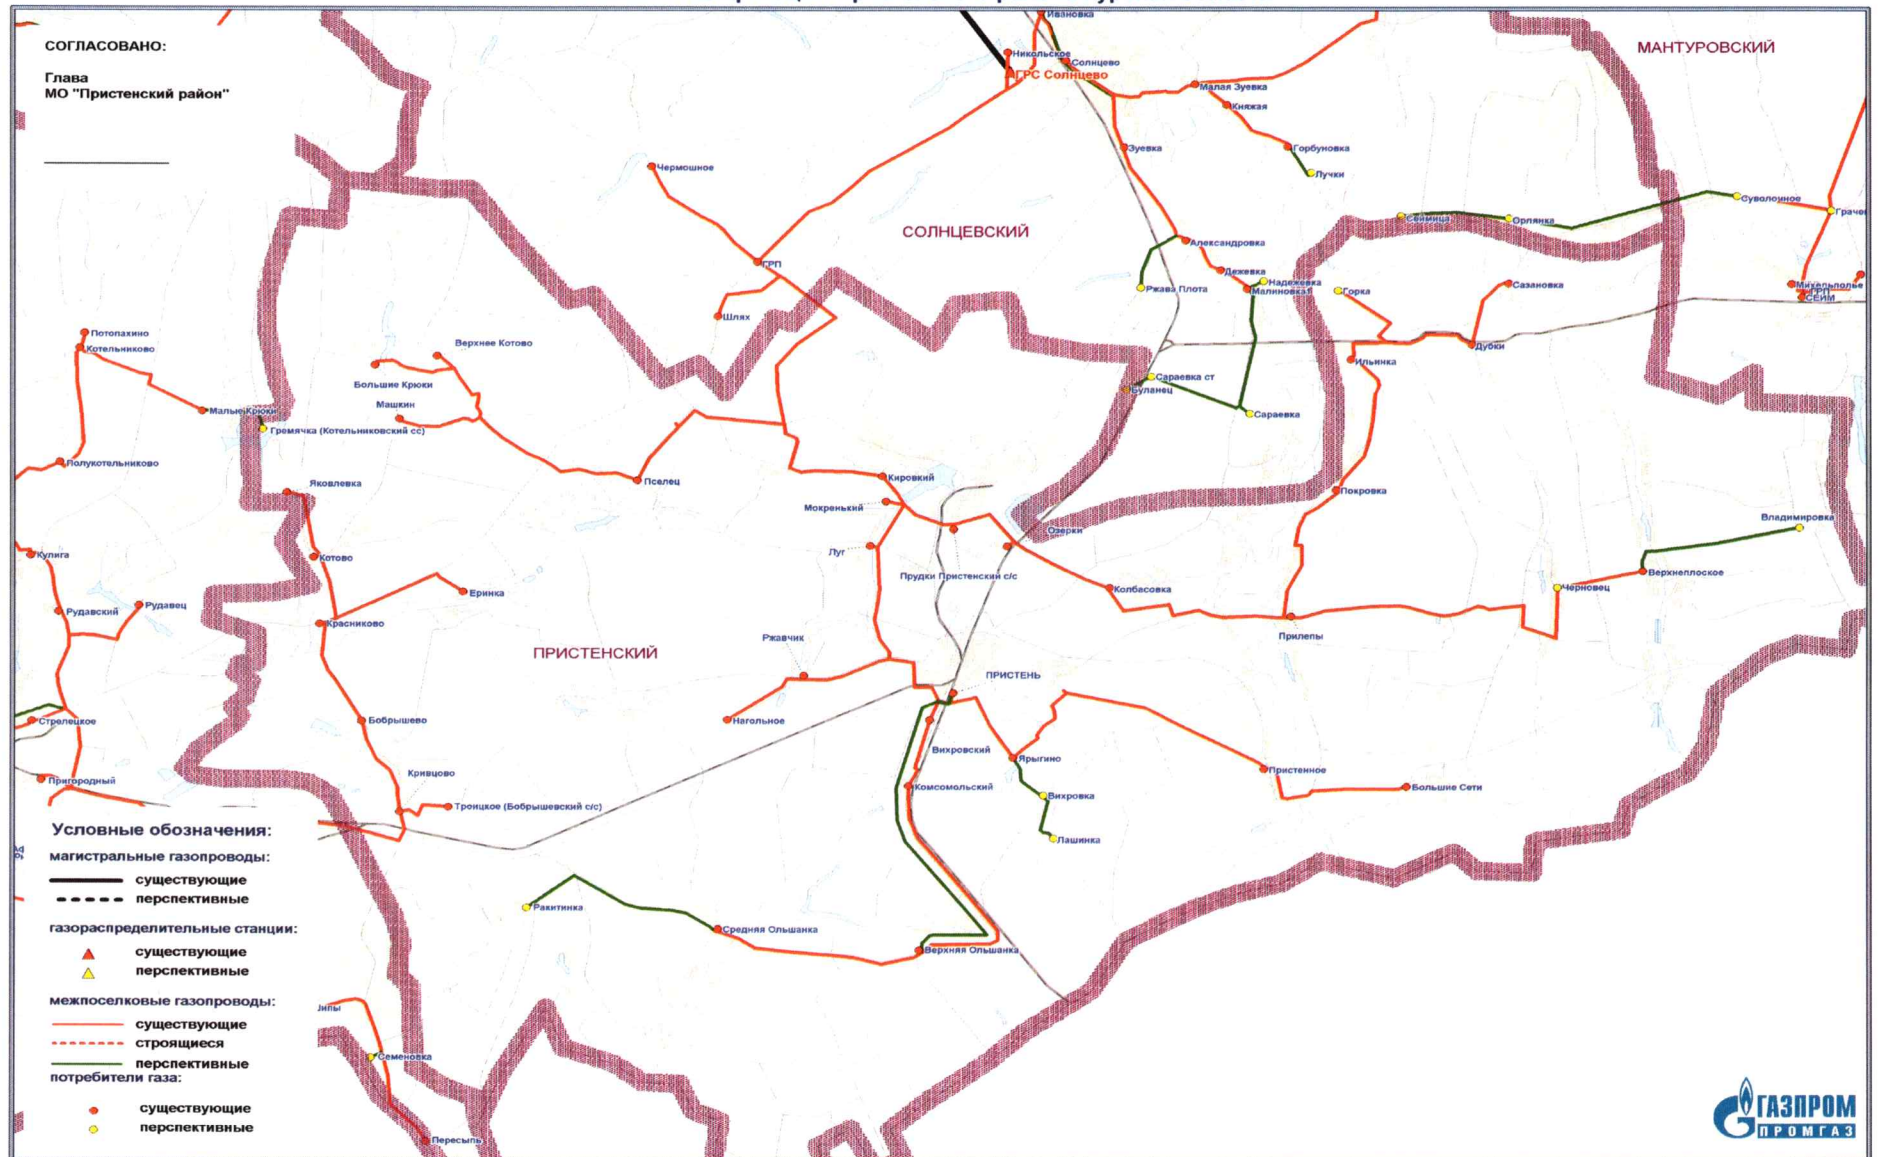 СОГЛАСОВАНО:
Глава
МО "Пристенский район"
МАНТУРОВСКИЙ
Ивановка
Никольское
Солнцево
ГРС Солнцево
Малая Зуевка
Княжая
Зуевка
Горбуновка
Лучки
Чермошное
СОЛНЦЕВСКИЙ
Сеймица
Орлянка
Суволочное
Александровка
ГРП
Дежевка
Надежевка
Малиновка
Ржава Плота
Горка
Сазановка
Михельполье
ГРП
СЕЙМ
Шлях
Потопахино
Котельниково
Верхнее Котово
Дубки
Ильинка
Большие Крюки
Сараевка ст
Буланец
Машкин
Малые Крюки
Сараевка
Гремячка (Котельниковский сс)
Полукотельниково
Яковлевка
Пселец
Кировкий
Покровка
Мокренький
Озерки
Владимировка
Кулига
Котово
Луг
Прудки Пристенский с/с
Верхнеплоское
Колбасовка
Черновец
Еринка
Рудавский
Рудавец
Красниково
Ржавчик
Прилепы
ПРИСТЕНСКИЙ
ПРИСТЕНЬ
Стрелецкое
Бобрышево
Нагольное
Вихровский
Ярыгино
Пристенное
Пригородный
Кривцово
Комсомольский
Большие Сети
Вихровка
Троицкое (Бобрышевский с/с)
Лашинка
Ракитинка
Средняя Ольшанка
Верхняя Ольшанка
Семеновка
Пересыпь
Условные обозначения:
магистральные газопроводы:
существующие
перспективные
газораспределительные станции:
существующие
перспективные
межпоселковые газопроводы:
существующие
строящиеся
перспективные
потребители газа:
существующие
перспективные
ГАЗПРОМ
ПРОМГАЗ